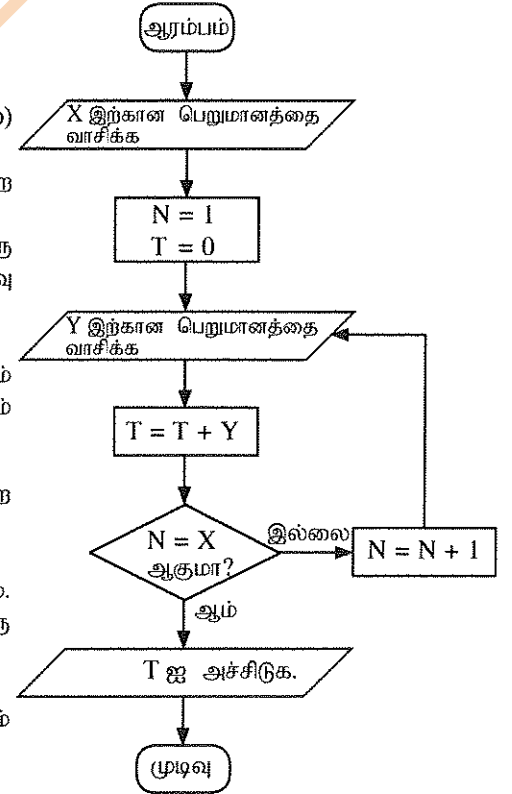 ஆரம்பம்
X இற்கான பெறுமானத்தை
வாசிக்க
N = 1
T = 0
Y இற்கான பெறுமானத்தை
வாசிக்க
T = T + Y
N = X
ஆகுமா?
இல்லை
N = N + 1
ஆம்
T ஐ அச்சிடுக.
முடிவு